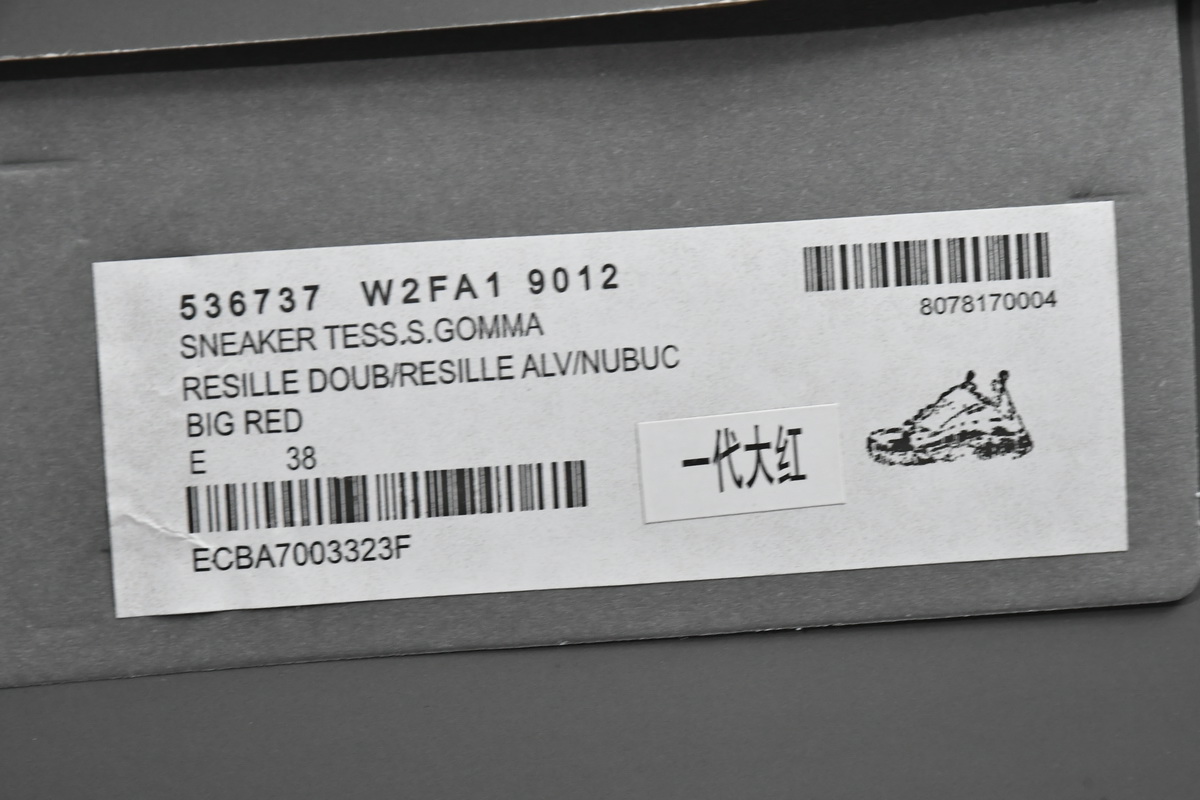 536737 W2FA1 9012
SNEAKER TESS.S.GOMMA
RESILLE DOUB/RESILLE ALV/NUBUC
BIG RED
E 38
ECBA7003323F
8078170004
一代大红